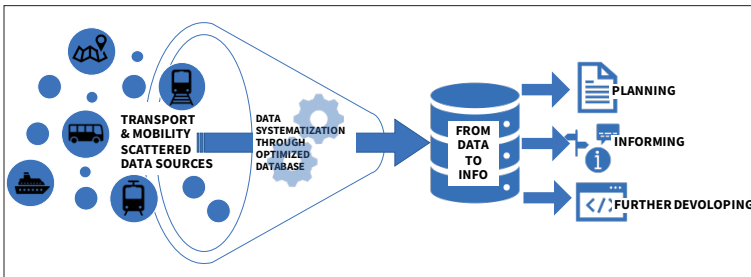 TRANSPORT
& MOBILITY
SCATTERED
DATA SOURCES
DATA
SYSTEMATIZATION
THROUGH
OPTIMIZED
DATABASE
FROM
DATA
TO
INFO
PLANNING
INFORMING
</>
FURTHER DEVOLOPING